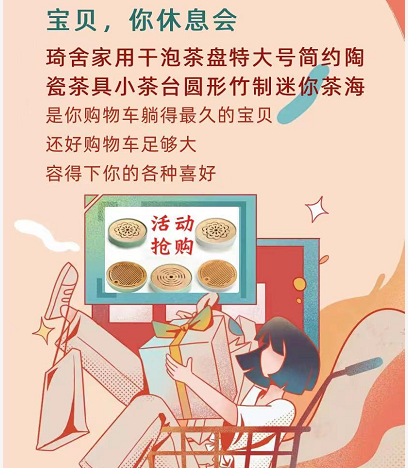 宝贝，你休息会
琦舍家用干泡茶盘特大号简约陶
瓷茶具小茶台圆形竹制迷你茶海
是你购物车躺得最久的宝贝
还好购物车足够大
容得下你的各种喜好
活动
抢购